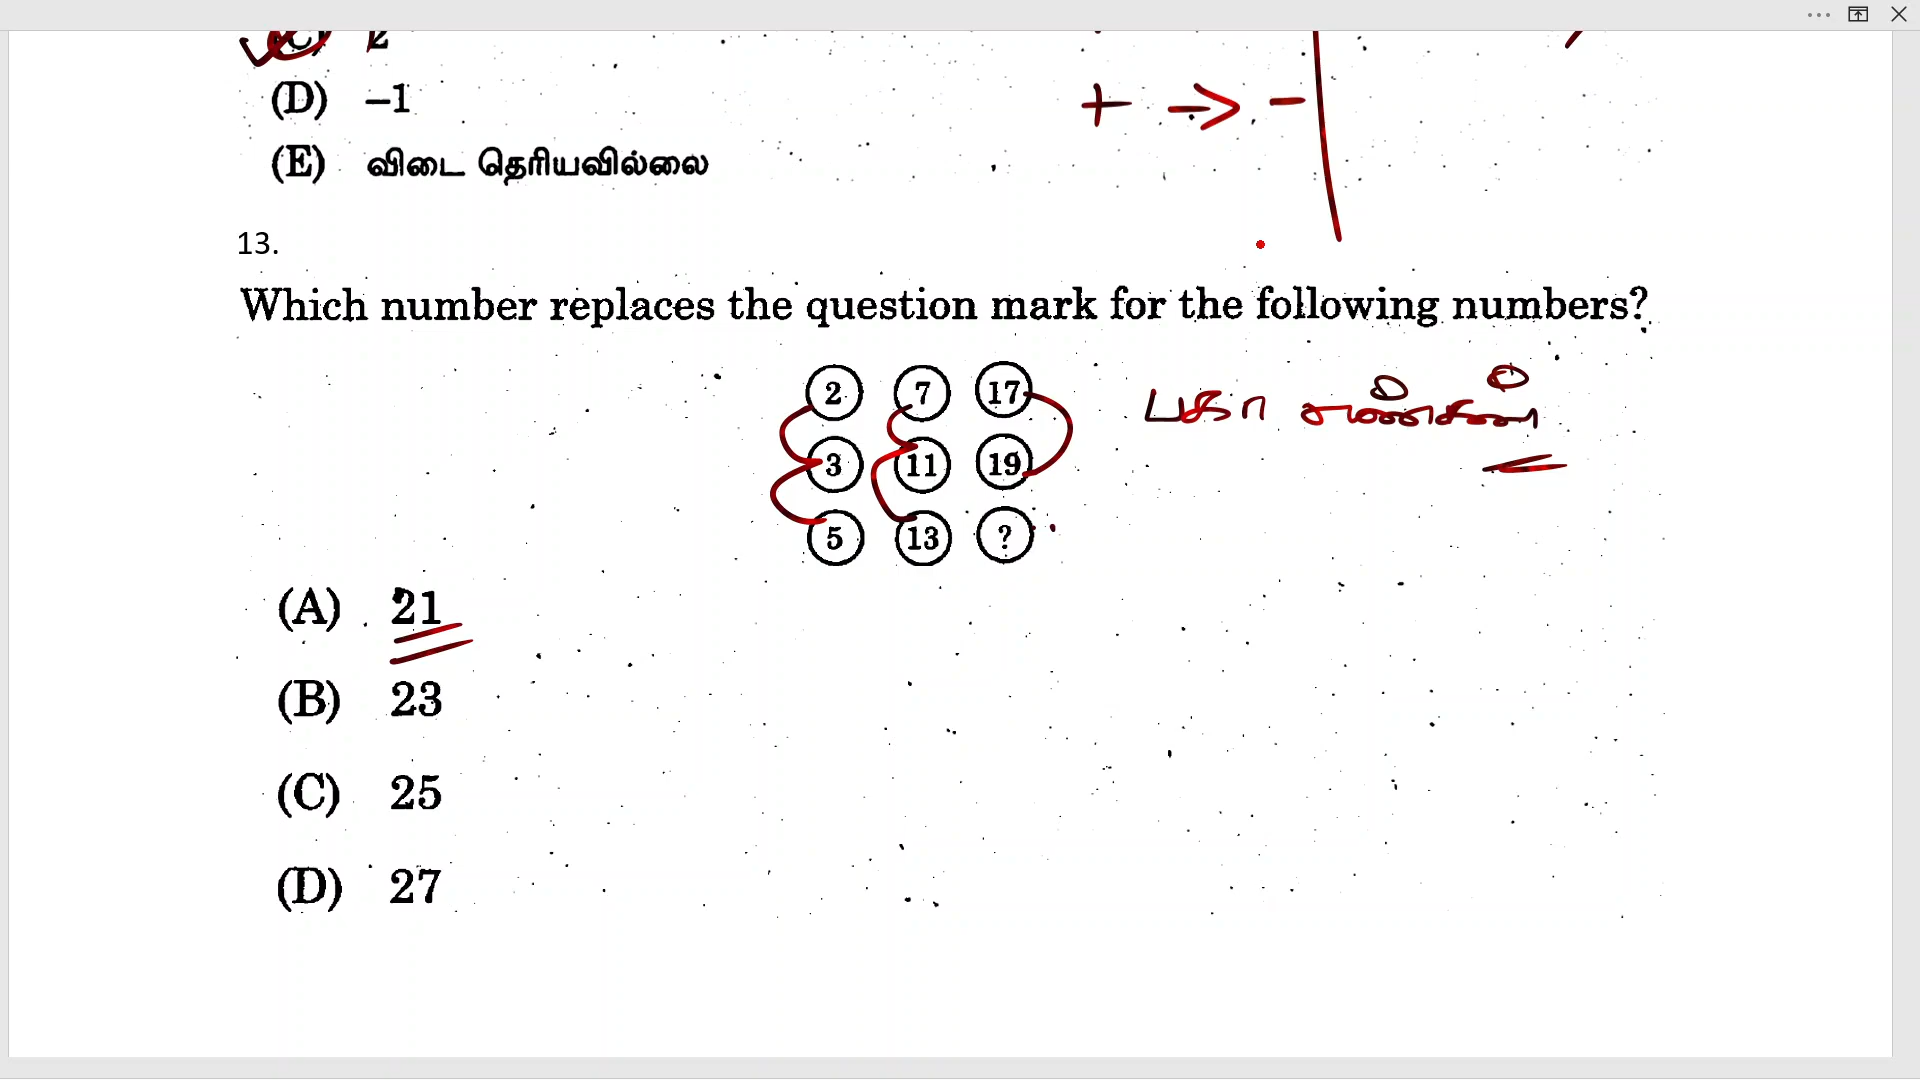 (C) 2
(D) –1
+ → -
(E) விடை தெரியவில்லை
13.
Which number replaces the question mark for the following numbers?
2 7 17
பகா எண்கள்
3 11 19
5 13 ?
(A) 21
(B) 23
(C) 25
(D) 27